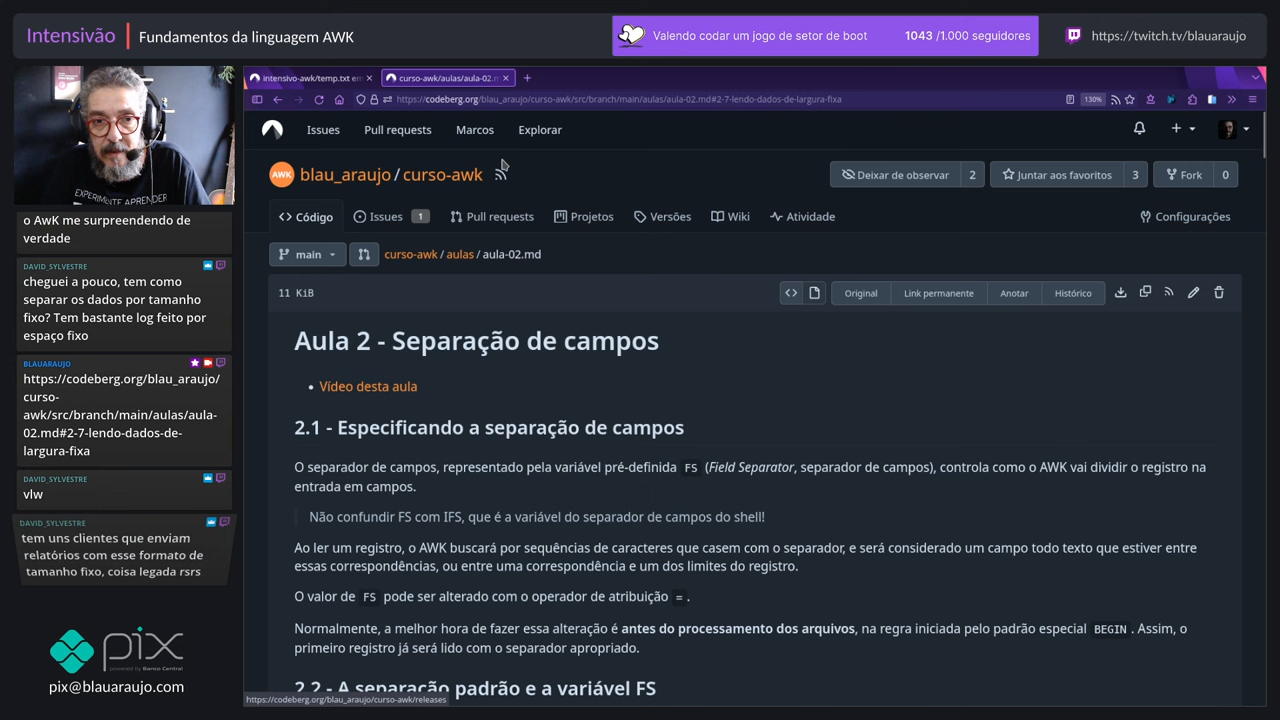 Intensivão | Fundamentos da linguagem AWK
Valendo codar um jogo de setor de boot 1043 /1.000 seguidores
https://twitch.tv/blauaraujo
EXPERIMENTE APRENDER
o AwK me surpreendendo de
verdade
DAVID_SYLVESTRE
cheguei a pouco, tem como
separar os dados por tamanho
fixo? Tem bastante log feito por
espaço fixo
BLAUARAUJO
https://codeberg.org/blau_araujo/
curso-
awk/src/branch/main/aulas/aula-
02.md#2-7-lendo-dados-de-
largura-fixa
DAVID_SYLVESTRE
vlw
DAVID_SYLVESTRE
tem uns clientes que enviam
relatórios com esse formato de
tamanho fixo, coisa legada rsrs
pix
powered by Banco Central
pix@blauaraujo.com
intensivo-awk/temp.txt em
curso-awk/aulas/aula-02.m
https://codeberg.org/blau_araujo/curso-awk/src/branch/main/aulas/aula-02.md#2-7-lendo-dados-de-largura-fixa
130%
Issues Pull requests Marcos Explorar
AWK blau_araujo / curso-awk
Deixar de observar 2 Juntar aos favoritos 3 Fork 0
Código Issues 1 Pull requests Projetos Versões Wiki Atividade Configurações
main curso-awk / aulas / aula-02.md
11 KiB Original Link permanente Anotar Histórico
Aula 2 - Separação de campos
• Vídeo desta aula
2.1 - Especificando a separação de campos
O separador de campos, representado pela variável pré-definida FS (Field Separator, separador de campos), controla como o AWK vai dividir o registro na
entrada em campos.
Não confundir FS com IFS, que é a variável do separador de campos do shell!
Ao ler um registro, o AWK buscará por sequências de caracteres que casem com o separador, e será considerado um campo todo texto que estiver entre
essas correspondências, ou entre uma correspondência e um dos limites do registro.
O valor de FS pode ser alterado com o operador de atribuição = .
Normalmente, a melhor hora de fazer essa alteração é antes do processamento dos arquivos, na regra iniciada pelo padrão especial BEGIN . Assim, o
primeiro registro já será lido com o separador apropriado.
2.2 - A separação padrão e a variável FS
https://codeberg.org/blau_araujo/curso-awk/releases